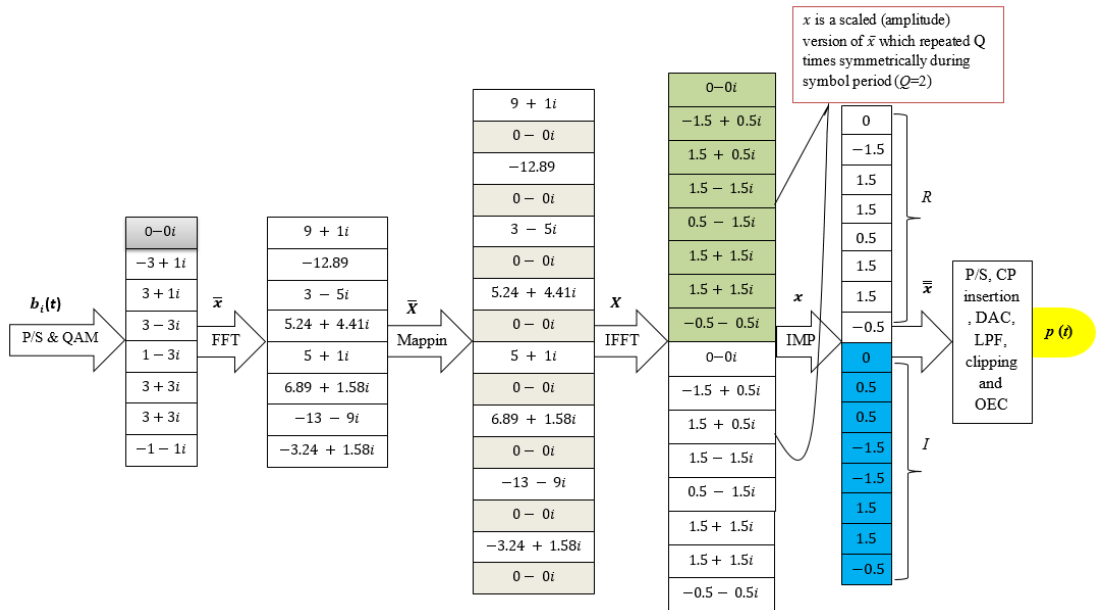 x is a scaled (amplitude)
version of x̄ which repeated Q
times symmetrically during
symbol period (Q=2)
bᵢ(t)
P/S & QAM
0−0i
−3 + 1i
3 + 1i
3 − 3i
1 − 3i
3 + 3i
3 + 3i
−1 − 1i
x̄
FFT
9 + 1i
−12.89
3 − 5i
5.24 + 4.41i
5 + 1i
6.89 + 1.58i
−13 − 9i
−3.24 + 1.58i
X̄
Mappin
9 + 1i
0 − 0i
−12.89
0 − 0i
3 − 5i
0 − 0i
5.24 + 4.41i
0 − 0i
5 + 1i
0 − 0i
6.89 + 1.58i
0 − 0i
−13 − 9i
0 − 0i
−3.24 + 1.58i
0 − 0i
X
IFFT
0−0i
−1.5 + 0.5i
1.5 + 0.5i
1.5 − 1.5i
0.5 − 1.5i
1.5 + 1.5i
1.5 + 1.5i
−0.5 − 0.5i
0−0i
−1.5 + 0.5i
1.5 + 0.5i
1.5 − 1.5i
0.5 − 1.5i
1.5 + 1.5i
1.5 + 1.5i
−0.5 − 0.5i
x
IMP
0
−1.5
1.5
1.5
0.5
1.5
1.5
−0.5
0
0.5
0.5
−1.5
−1.5
1.5
1.5
−0.5
R
I
x̿
P/S, CP
insertion
, DAC,
LPF,
clipping
and
OEC
p (t)